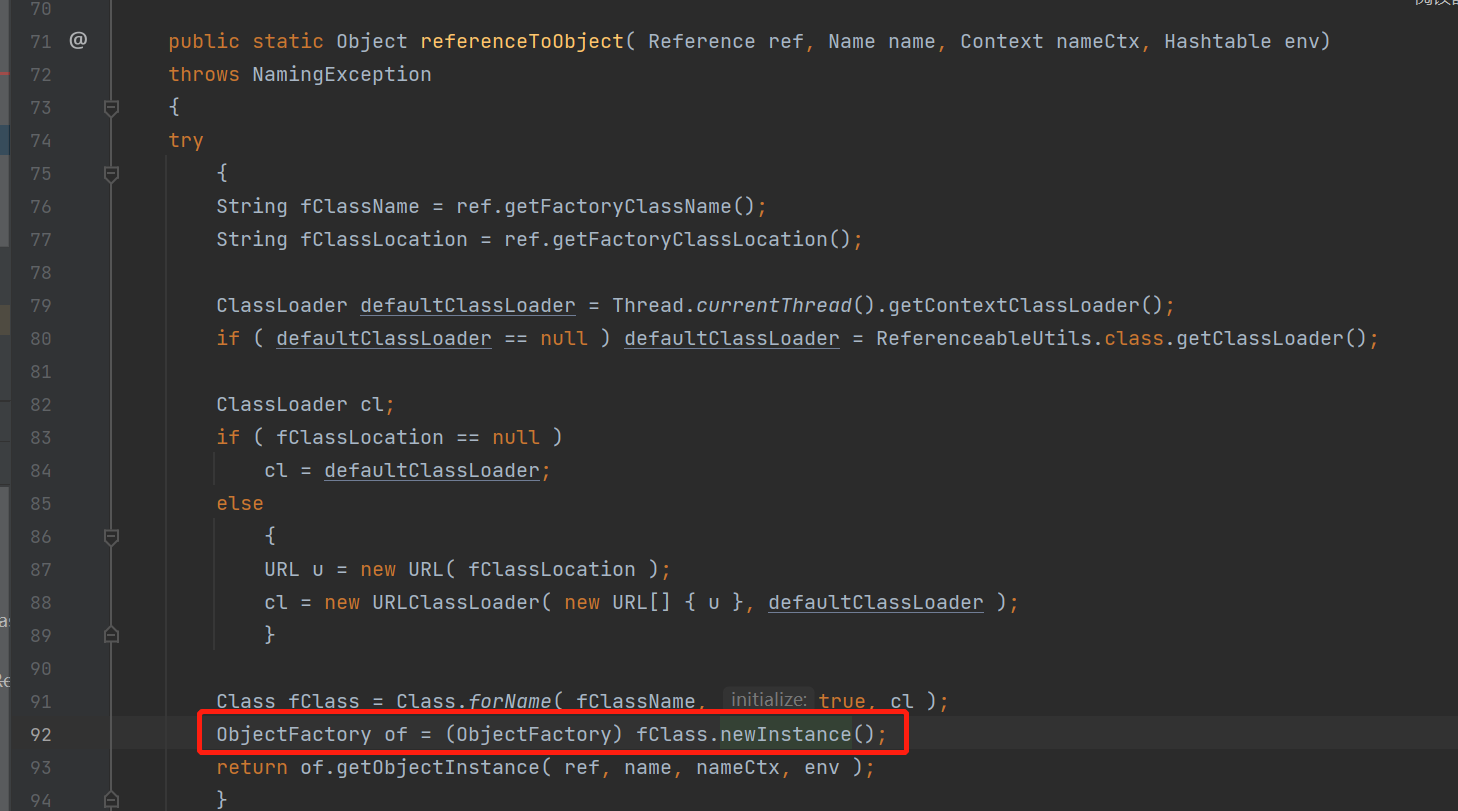 70
71 @ public static Object referenceToObject( Reference ref, Name name, Context nameCtx, Hashtable env)
72 throws NamingException
73 {
74 try
75 {
76 String fClassName = ref.getFactoryClassName();
77 String fClassLocation = ref.getFactoryClassLocation();
78
79 ClassLoader defaultClassLoader = Thread.currentThread().getContextClassLoader();
80 if ( defaultClassLoader == null ) defaultClassLoader = ReferenceableUtils.class.getClassLoader();
81
82 ClassLoader cl;
83 if ( fClassLocation == null )
84 cl = defaultClassLoader;
85 else
86 {
87 URL u = new URL( fClassLocation );
88 cl = new URLClassLoader( new URL[] { u }, defaultClassLoader );
89 }
90
91 Class fClass = Class.forName( fClassName, initialize: true, cl );
92 ObjectFactory of = (ObjectFactory) fClass.newInstance();
93 return of.getObjectInstance( ref, name, nameCtx, env );
94 }